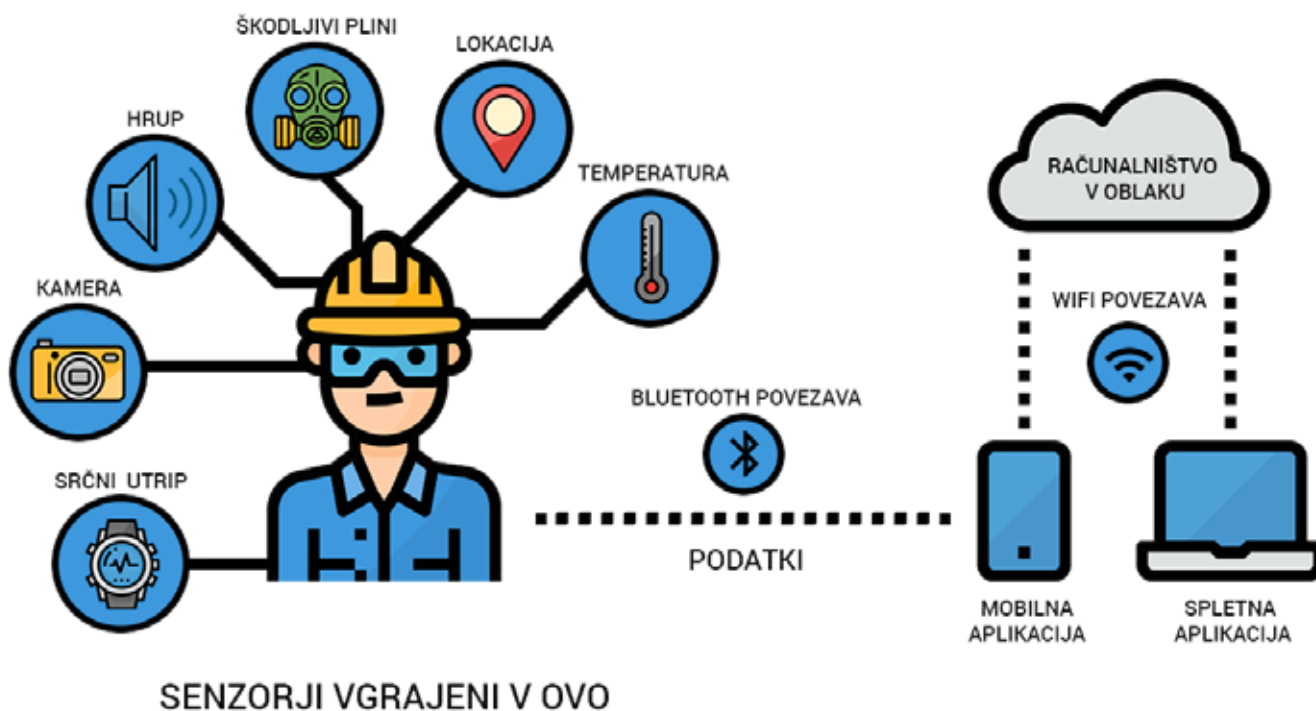 ŠKODLJIVI PLINI
LOKACIJA
HRUP
TEMPERATURA
KAMERA
SRČNI UTRIP
RAČUNALNIŠTVO
V OBLAKU
WIFI POVEZAVA
BLUETOOTH POVEZAVA
PODATKI
MOBILNA
APLIKACIJA
SPLETNA
APLIKACIJA
SENZORJI VGRAJENI V OVO